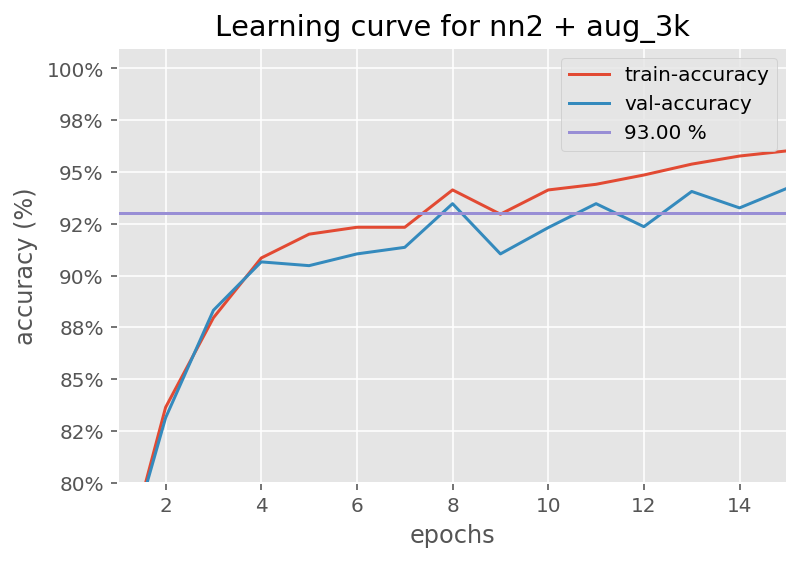 Learning curve for nn2 + aug_3k
100%
98%
95%
92%
90%
88%
85%
82%
80%
accuracy (%)
train-accuracy
val-accuracy
93.00 %
2 4 6 8 10 12 14
epochs